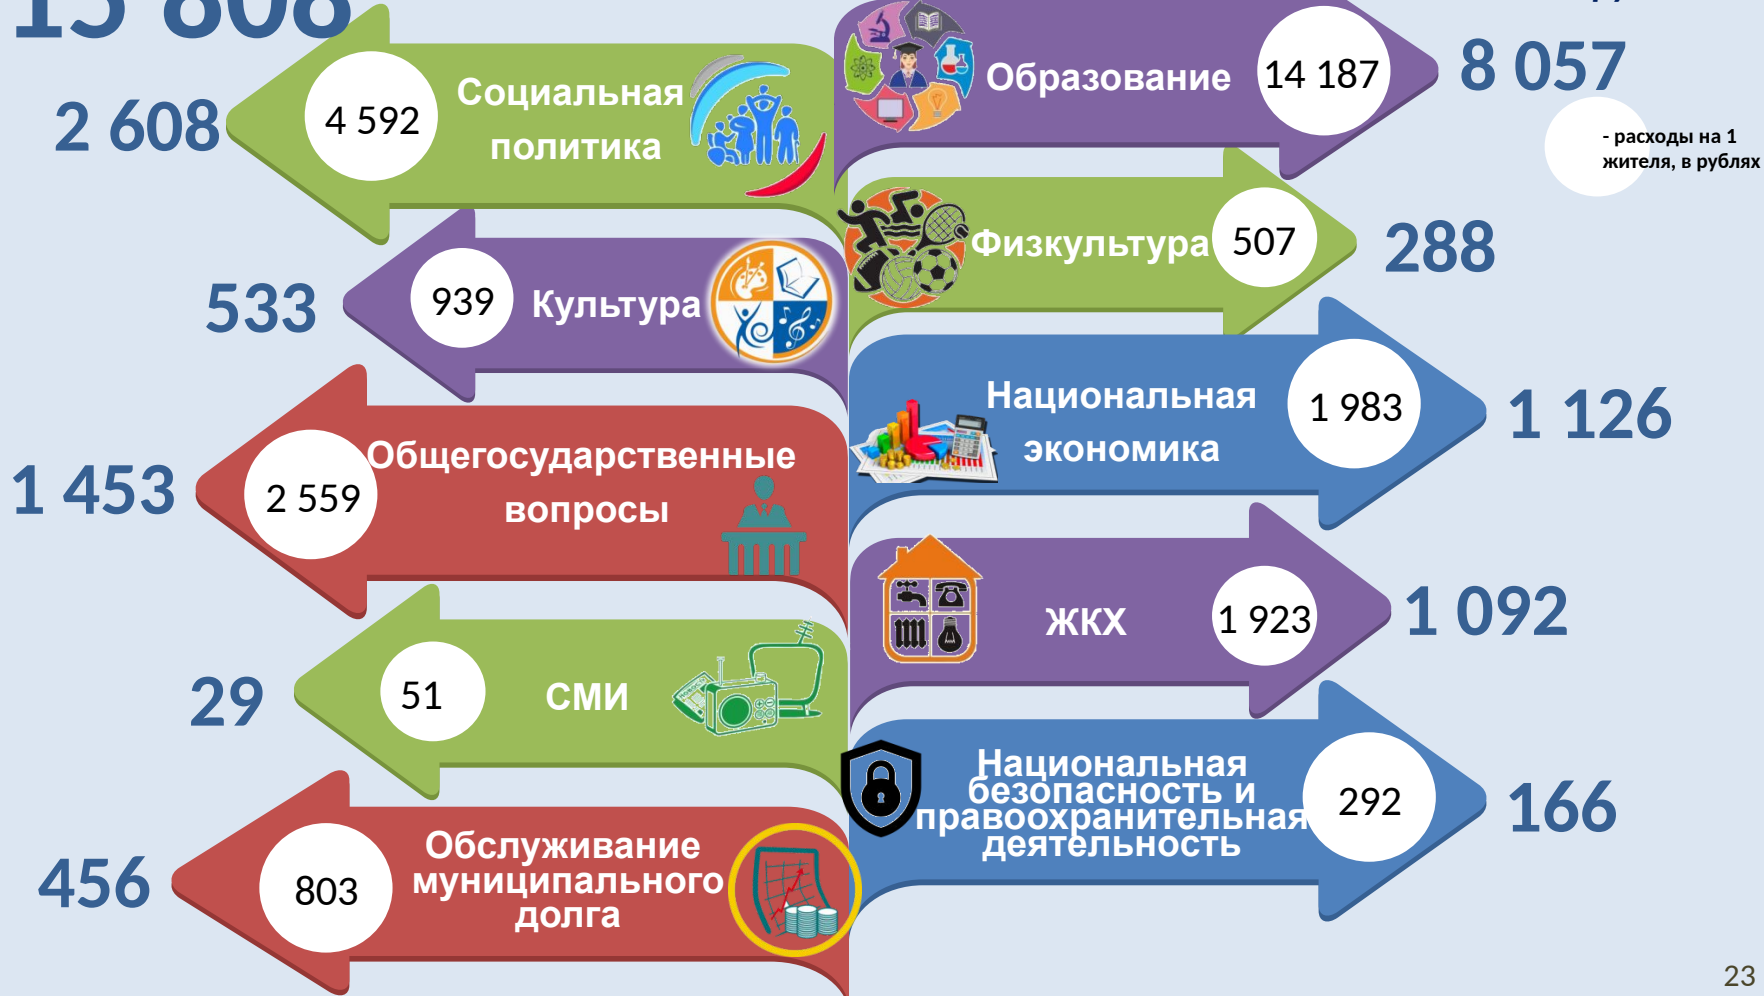 15 808
Социальная
политика
4 592
2 608
Образование
14 187
8 057
- расходы на 1
жителя, в рублях
Физкультура
507
288
Культура
939
533
Национальная
экономика
1 983
1 126
Общегосударственные
вопросы
2 559
1 453
ЖКХ
1 923
1 092
СМИ
51
29
Национальная
безопасность и
правоохранительная
деятельность
292
166
Обслуживание
муниципального
долга
803
456
23